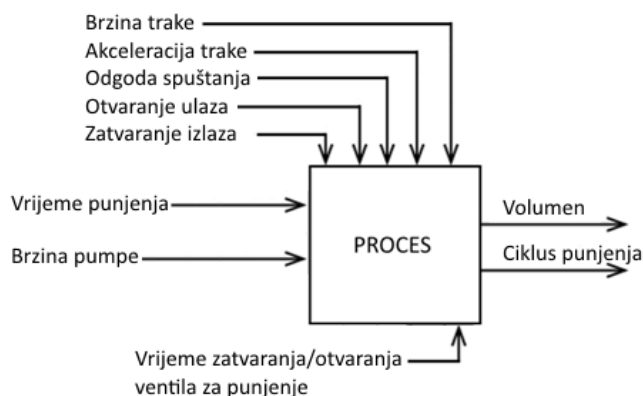 Brzina trake
Akceleracija trake
Odgoda spuštanja
Otvaranje ulaza
Zatvaranje izlaza
Vrijeme punjenja
Volumen
PROCES
Brzina pumpe
Ciklus punjenja
Vrijeme zatvaranja/otvaranja
ventila za punjenje